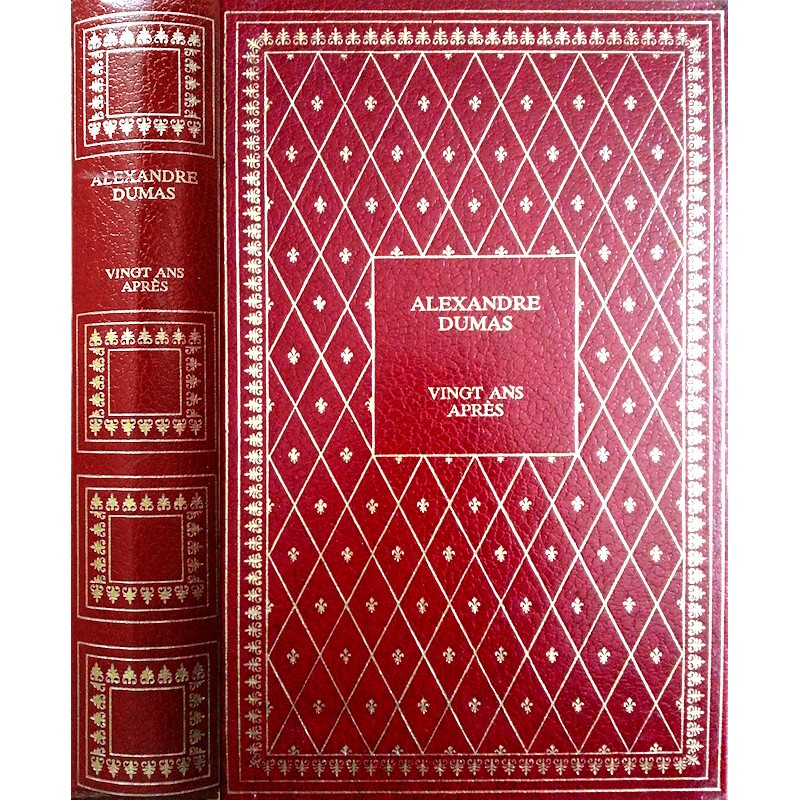 ALEXANDRE
DUMAS
VINGT ANS
APRÈS
ALEXANDRE
DUMAS
VINGT ANS
APRÈS